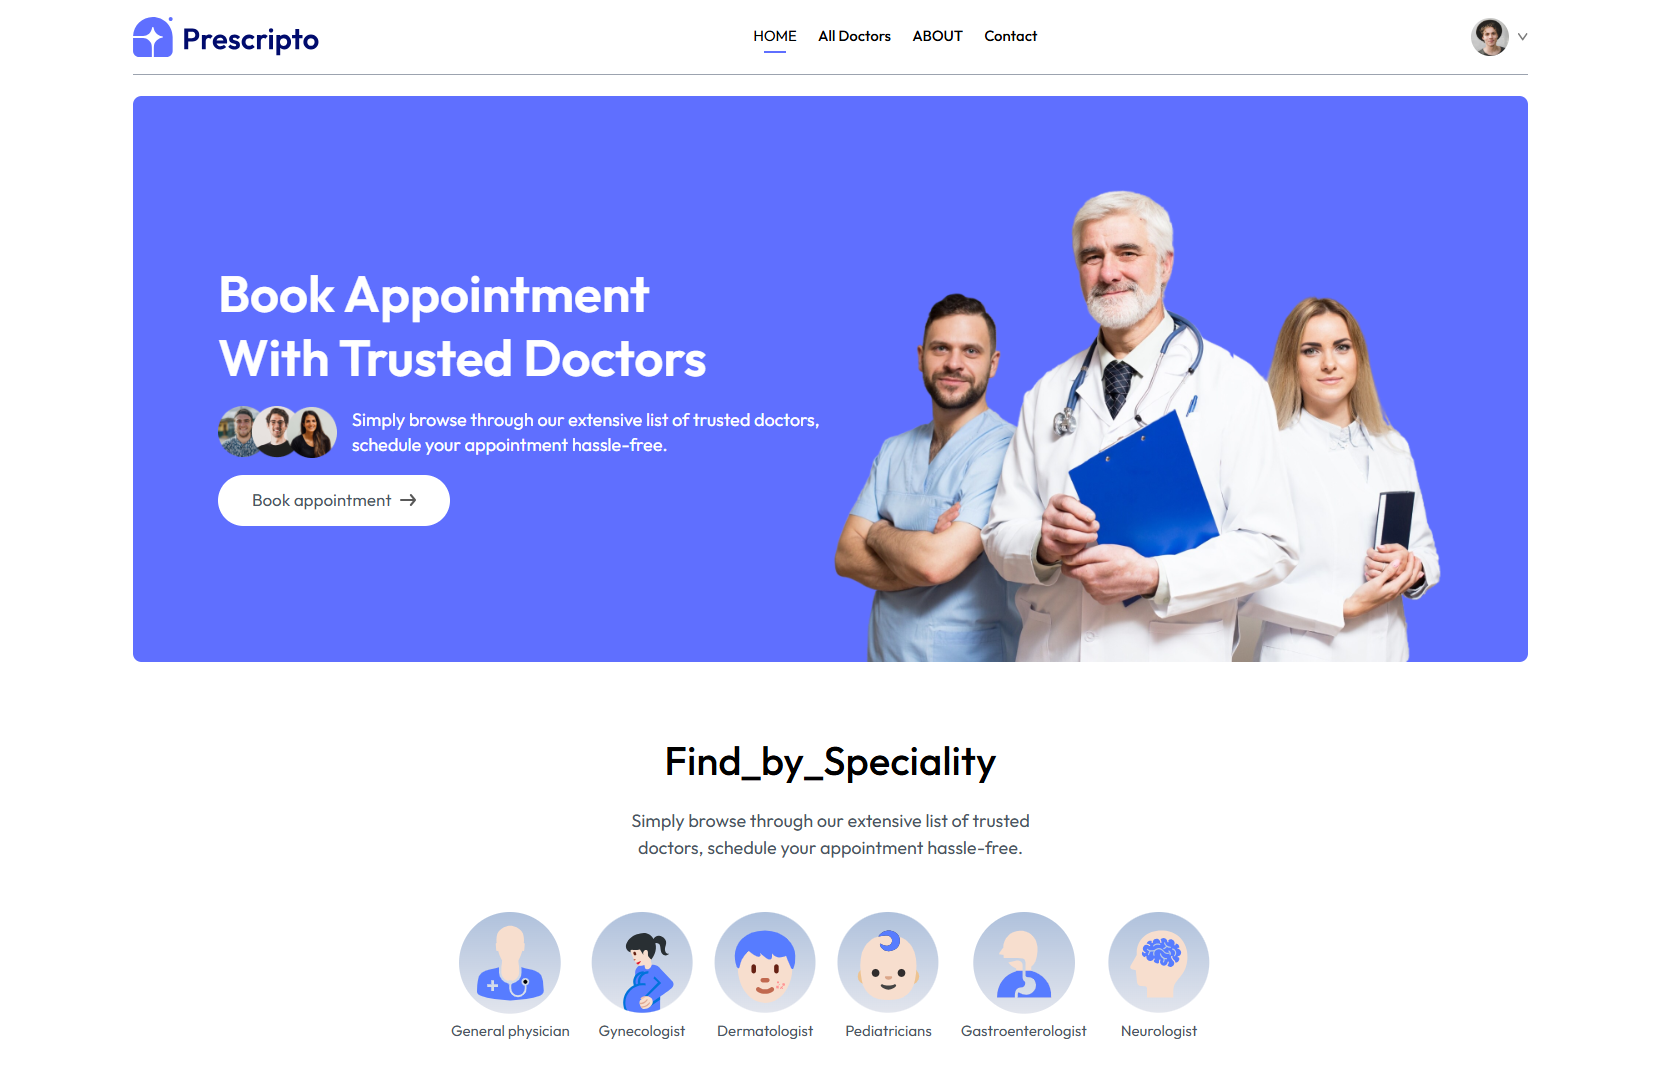 Prescripto
HOME
All Doctors
ABOUT
Contact
Book Appointment
With Trusted Doctors
Simply browse through our extensive list of trusted doctors,
schedule your appointment hassle-free.
Book appointment
Find_by_Speciality
Simply browse through our extensive list of trusted
doctors, schedule your appointment hassle-free.
General physician
Gynecologist
Dermatologist
Pediatricians
Gastroenterologist
Neurologist